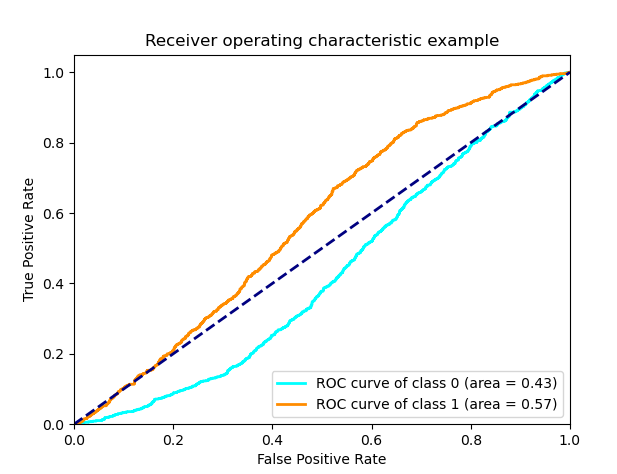 Receiver operating characteristic example
True Positive Rate
1.0
0.8
0.6
0.4
0.2
0.0
ROC curve of class 0 (area = 0.43)
ROC curve of class 1 (area = 0.57)
0.0 0.2 0.4 0.6 0.8 1.0
False Positive Rate